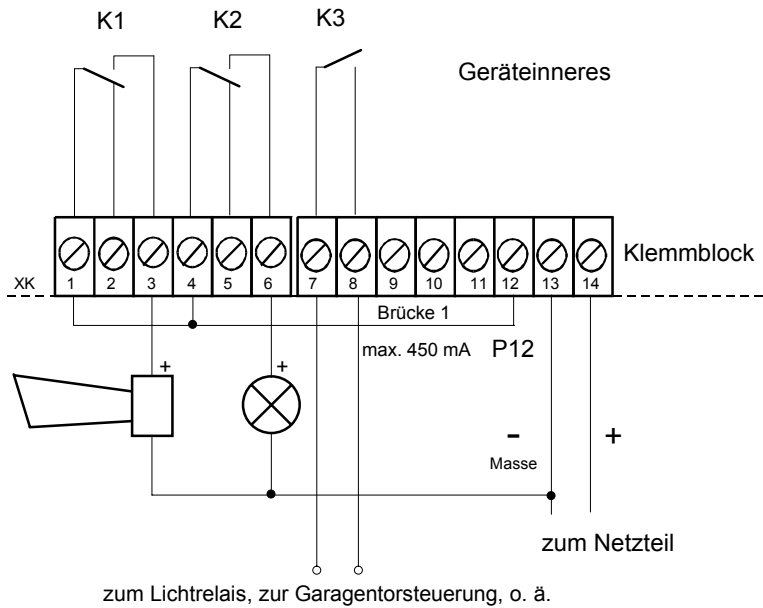 K1 K2 K3
Geräteinneres
Klemmblock
XK 1 2 3 4 5 6 7 8 9 10 11 12 13 14
Brücke 1
max. 450 mA P12
+ +
- +
Masse
zum Netzteil
zum Lichtrelais, zur Garagentorsteuerung, o. ä.